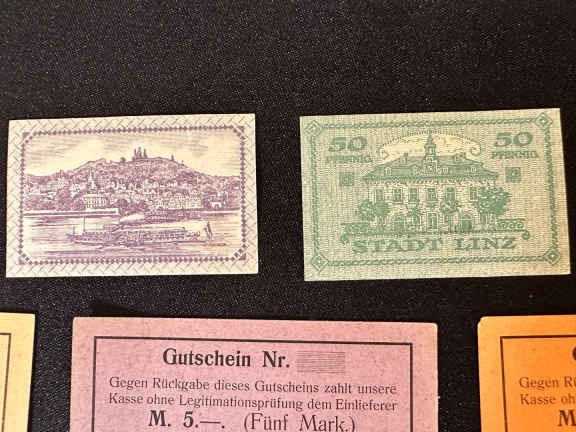 50 50
PFENNIG PFENNIG
STADT LINZ
Gutschein Nr.
Gegen Rückgabe dieses Gutscheins zahlt unsere
Kasse ohne Legitimationsprüfung dem Einlieferer
M. 5.—. (Fünf Mark.)
G
Gegen Rü
Kasse ohn
M